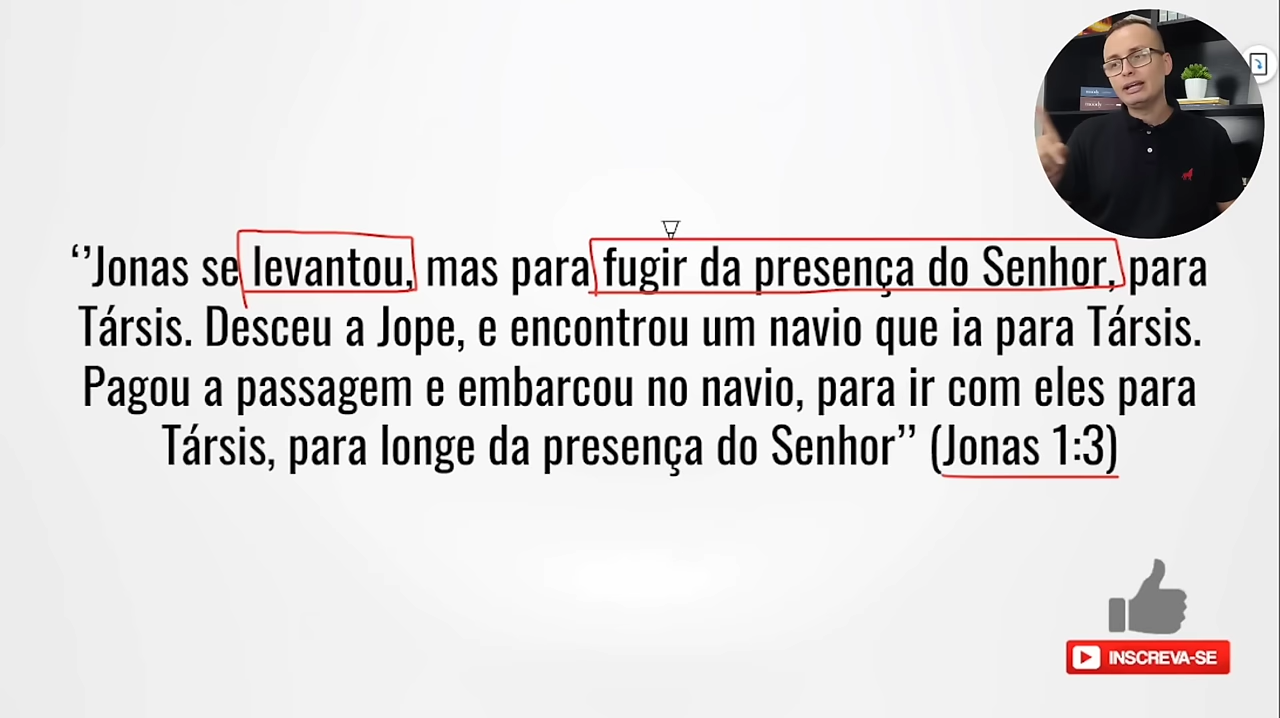 ‘’Jonas se levantou, mas para fugir da presença do Senhor, para
Társis. Desceu a Jope, e encontrou um navio que ia para Társis.
Pagou a passagem e embarcou no navio, para ir com eles para
Társis, para longe da presença do Senhor’’ (Jonas 1:3)
moody
moody
INSCREVA-SE